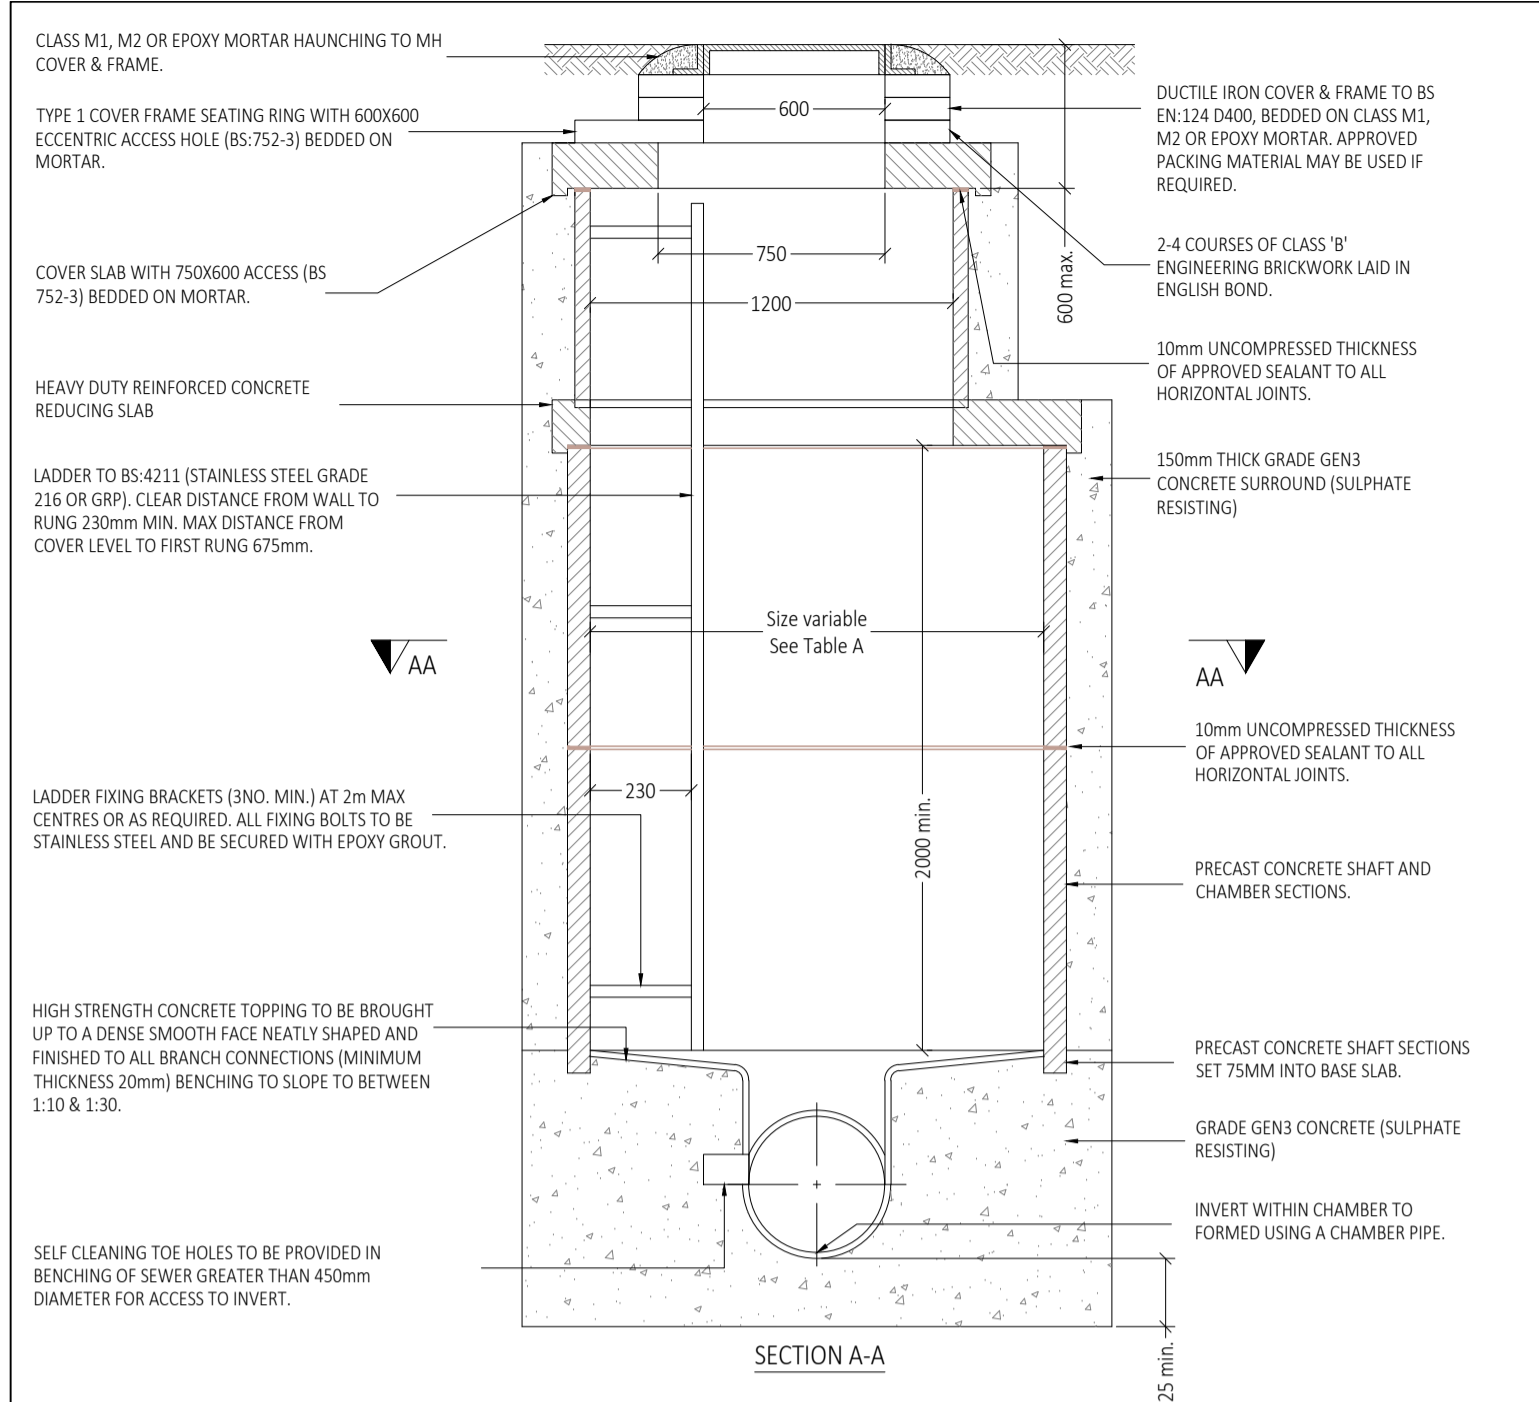 CLASS M1, M2 OR EPOXY MORTAR HAUNCHING TO MH
COVER & FRAME.
TYPE 1 COVER FRAME SEATING RING WITH 600X600
ECCENTRIC ACCESS HOLE (BS:752-3) BEDDED ON
MORTAR.
COVER SLAB WITH 750X600 ACCESS (BS
752-3) BEDDED ON MORTAR.
HEAVY DUTY REINFORCED CONCRETE
REDUCING SLAB
LADDER TO BS:4211 (STAINLESS STEEL GRADE
216 OR GRP). CLEAR DISTANCE FROM WALL TO
RUNG 230mm MIN. MAX DISTANCE FROM
COVER LEVEL TO FIRST RUNG 675mm.
AA
LADDER FIXING BRACKETS (3NO. MIN.) AT 2m MAX
CENTRES OR AS REQUIRED. ALL FIXING BOLTS TO BE
STAINLESS STEEL AND BE SECURED WITH EPOXY GROUT.
HIGH STRENGTH CONCRETE TOPPING TO BE BROUGHT
UP TO A DENSE SMOOTH FACE NEATLY SHAPED AND
FINISHED TO ALL BRANCH CONNECTIONS (MINIMUM
THICKNESS 20mm) BENCHING TO SLOPE TO BETWEEN
1:10 & 1:30.
SELF CLEANING TOE HOLES TO BE PROVIDED IN
BENCHING OF SEWER GREATER THAN 450mm
DIAMETER FOR ACCESS TO INVERT.
600
750
1200
600 max.
Size variable
See Table A
230
2000 min.
25 min.
SECTION A-A
DUCTILE IRON COVER & FRAME TO BS
EN:124 D400, BEDDED ON CLASS M1,
M2 OR EPOXY MORTAR. APPROVED
PACKING MATERIAL MAY BE USED IF
REQUIRED.
2-4 COURSES OF CLASS 'B'
ENGINEERING BRICKWORK LAID IN
ENGLISH BOND.
10mm UNCOMPRESSED THICKNESS
OF APPROVED SEALANT TO ALL
HORIZONTAL JOINTS.
150mm THICK GRADE GEN3
CONCRETE SURROUND (SULPHATE
RESISTING)
AA
10mm UNCOMPRESSED THICKNESS
OF APPROVED SEALANT TO ALL
HORIZONTAL JOINTS.
PRECAST CONCRETE SHAFT AND
CHAMBER SECTIONS.
PRECAST CONCRETE SHAFT SECTIONS
SET 75MM INTO BASE SLAB.
GRADE GEN3 CONCRETE (SULPHATE
RESISTING)
INVERT WITHIN CHAMBER TO
FORMED USING A CHAMBER PIPE.